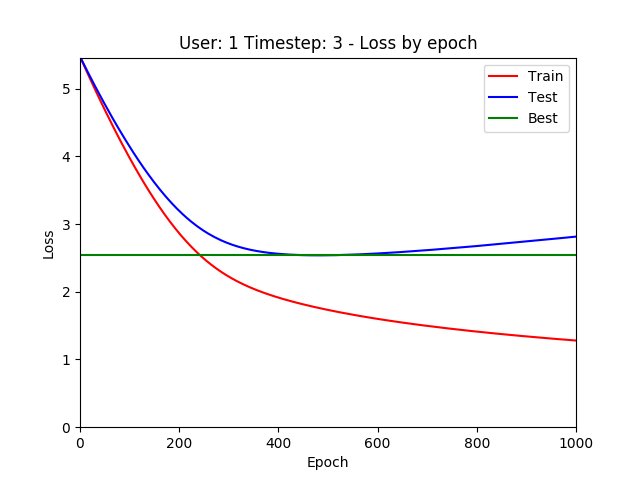 User: 1 Timestep: 3 - Loss by epoch
Train
Test
Best
5
4
3
2
1
0
Loss
0 200 400 600 800 1000
Epoch